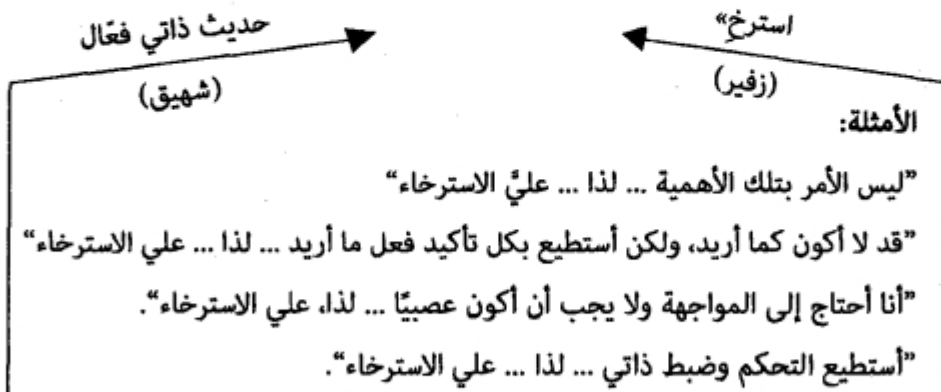 استرخِ“
(زفير)
حديث ذاتي فعّال
(شهيق)
الأمثلة:
”ليس الأمر بتلك الأهمية ... لذا ... عليَّ الاسترخاء“
”قد لا أكون كما أريد، ولكن أستطيع بكل تأكيد فعل ما أريد ... لذا ... علي الاسترخاء“
”أنا أحتاج إلى المواجهة ولا يجب أن أكون عصبيًا ... لذا، علي الاسترخاء“.
”أستطيع التحكم وضبط ذاتي ... لذا ... علي الاسترخاء“.